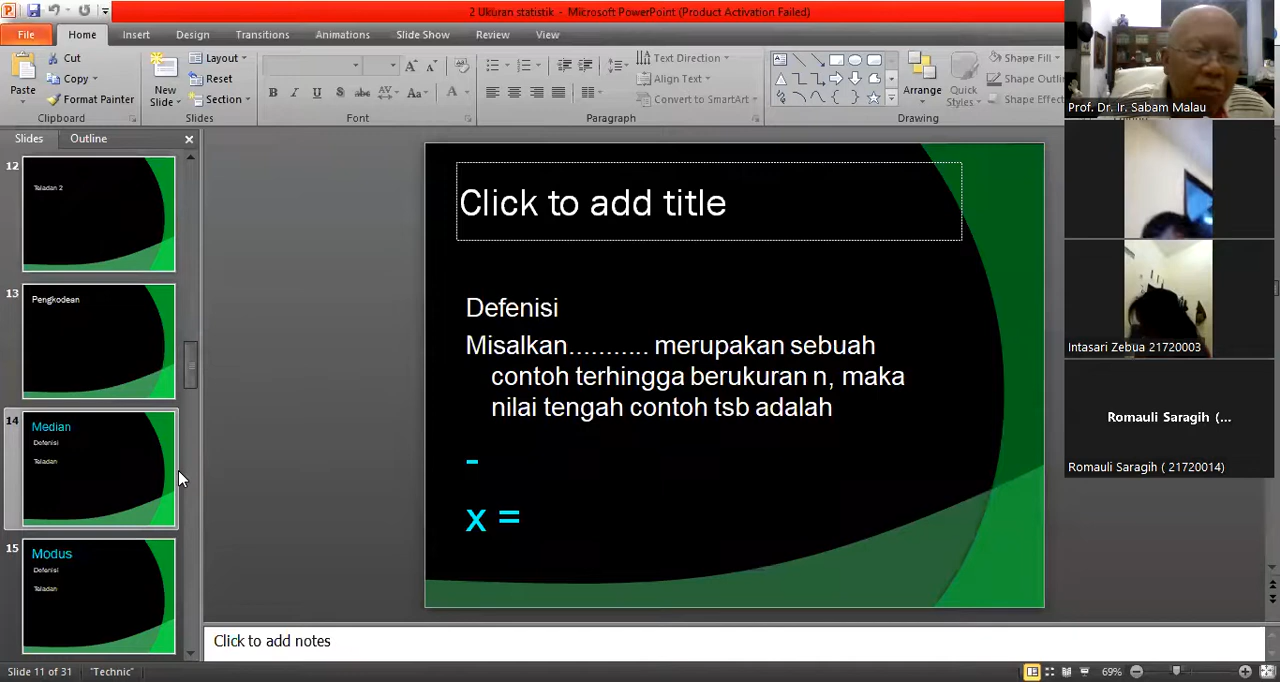 2 Ukuran statistik - Microsoft PowerPoint (Product Activation Failed)
File Home Insert Design Transitions Animations Slide Show Review View
Paste
Cut
Copy
Format Painter
Clipboard
New Slide
Layout
Reset
Section
Slides
B I U S abc AV Aa A
Font
Text Direction
Align Text
Convert to SmartArt
Paragraph
Arrange
Quick Styles
Shape Fill
Shape Outli
Shape Effect
Drawing
Prof. Dr. Ir. Sabam Malau
Intasari Zebua 21720003
Romauli Saragih (...
Romauli Saragih ( 21720014)
Slides Outline
12
Teladan 2
13
Pengkodean
14
Median
Defenisi
Teladan
15
Modus
Defenisi
Teladan
Click to add title
Defenisi
Misalkan........... merupakan sebuah
contoh terhingga berukuran n, maka
nilai tengah contoh tsb adalah
-
x =
Click to add notes
Slide 11 of 31 "Technic" 69%